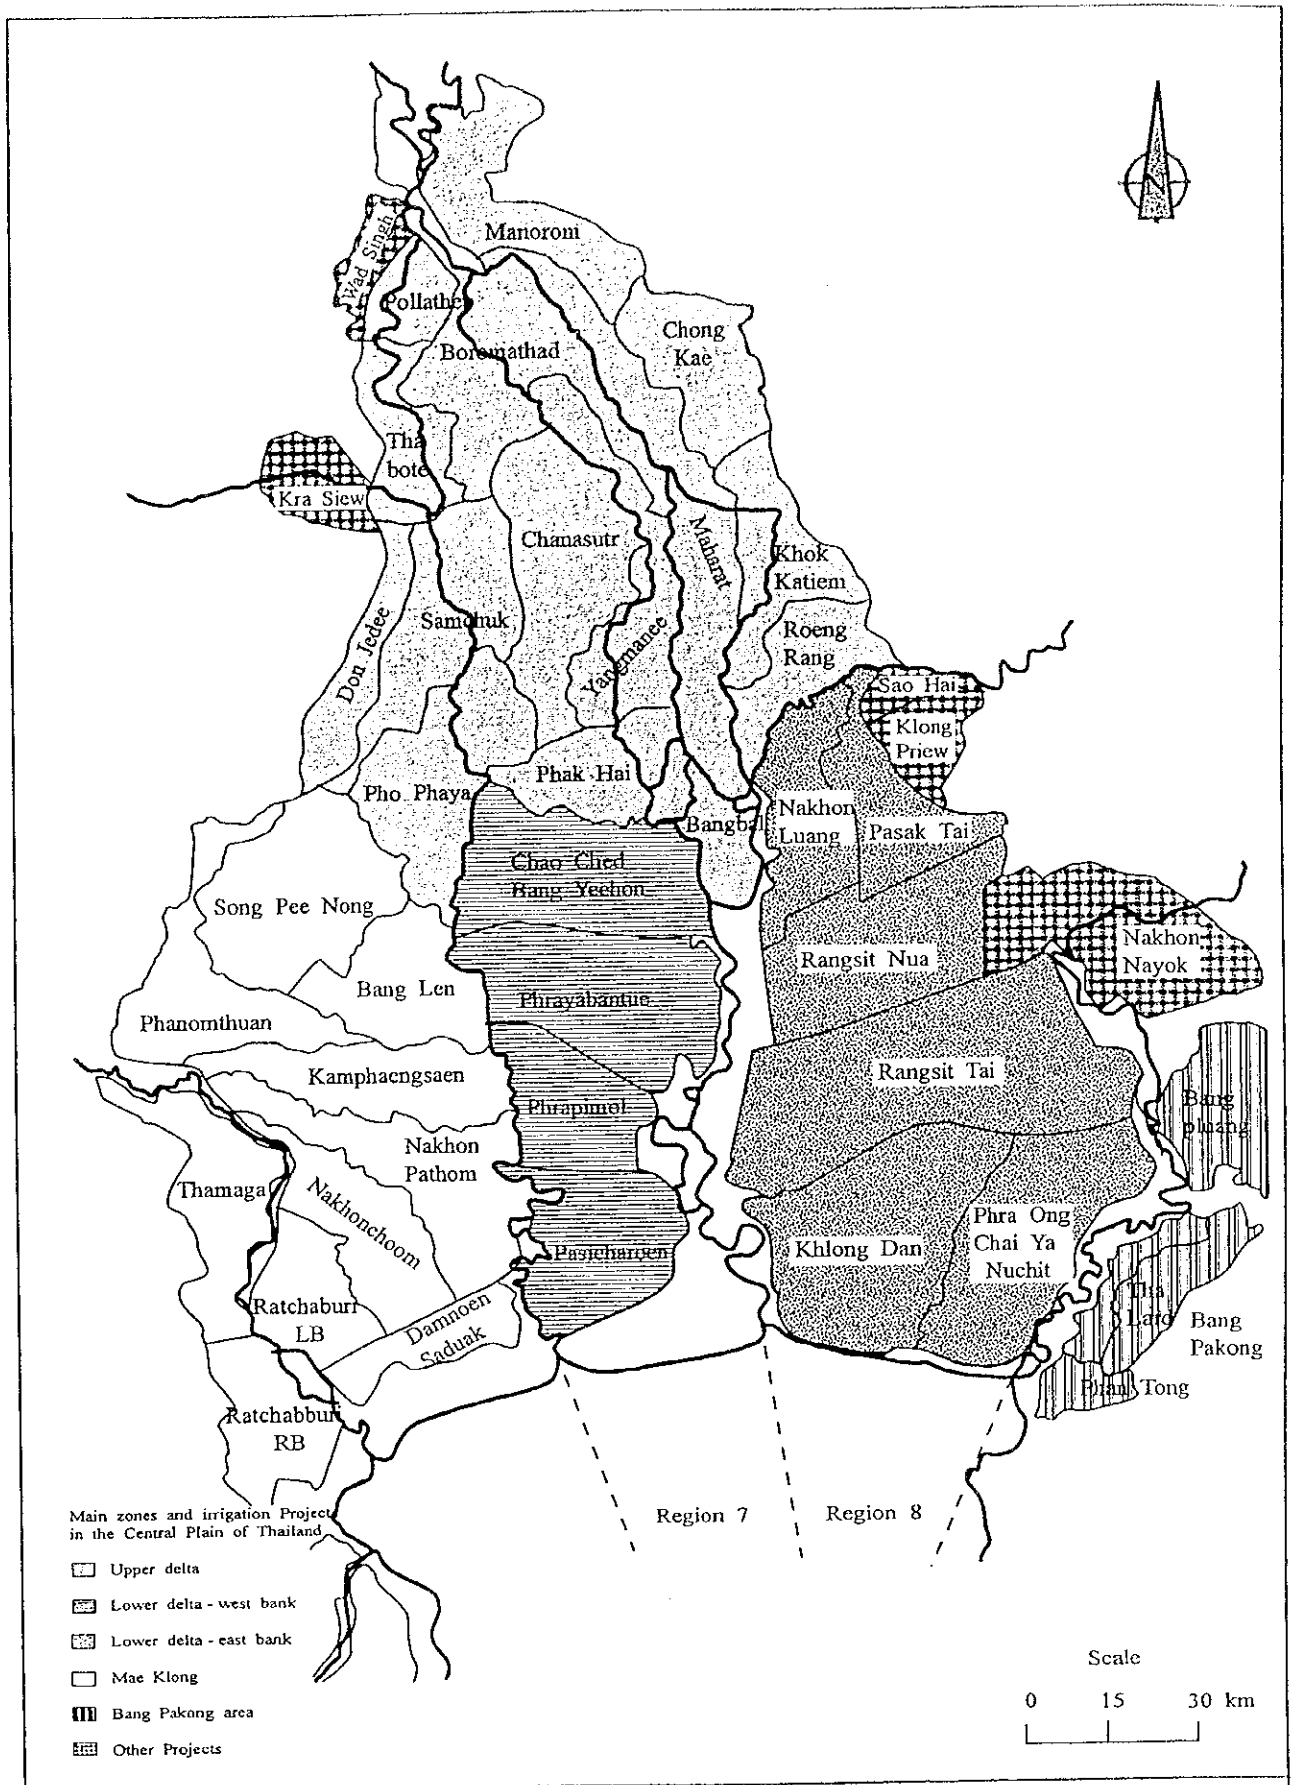 N
Manoroni
Wad Singh
Pollathe
Chong
Kae
Boromathad
Tha
bote
Kra Siew
Chanasutr
Maharat
Khok
Katiem
Samchuk
Don Jedee
Yangmanee
Roeng
Rang
Sao Hai
Klong
Priew
Phak Hai
Pho Phaya
Nakhon
Luang
Bangbal
Pasak Tai
Chao Ched
Bang Yeehon
Song Pee Nong
Nakhon
Nayok
Rangsit Nua
Bang Len
Phrayabantue
Phanomthuan
Kamphaengsaen
Rangsit Tai
Phrapimol
Bang
pluang
Nakhon
Pathom
Thamaga
Nakhonchoom
Phra Ong
Chai Ya
Nuchit
Khlong Dan
Pasicharoen
Ratchaburi
LB
Damnoen
Saduak
Tha
Lard
Bang
Pakong
Phan Tong
Ratchabburi
RB
Region 7
Region 8
Main zones and irrigation Project
in the Central Plain of Thailand
Upper delta
Lower delta - west bank
Lower delta - east bank
Mae Klong
Bang Pakong area
Other Projects
Scale
0 15 30 km